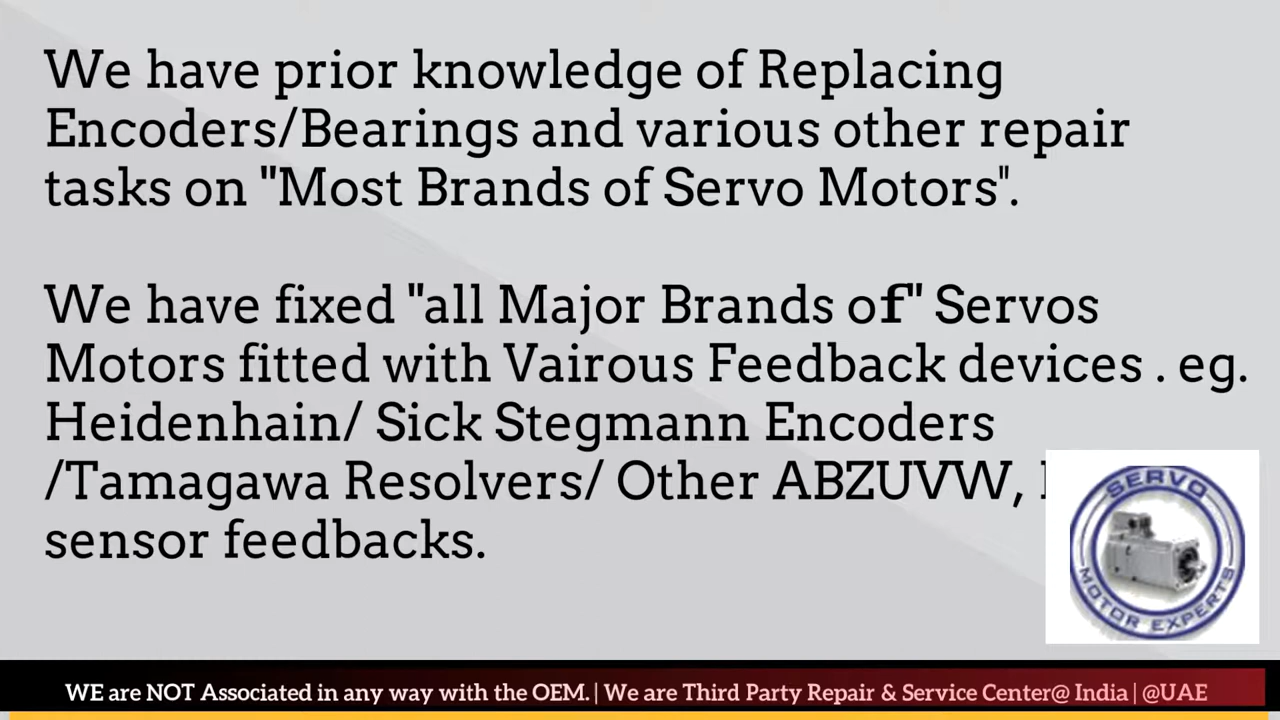 We have prior knowledge of Replacing
Encoders/Bearings and various other repair
tasks on "Most Brands of Servo Motors".
We have fixed "all Major Brands of" Servos
Motors fitted with Vairous Feedback devices . eg.
Heidenhain/ Sick Stegmann Encoders
/Tamagawa Resolvers/ Other ABZUVW,
sensor feedbacks.
SERVO
MOTOR EXPERTS
WE are NOT Associated in any way with the OEM. | We are Third Party Repair & Service Center@ India | @UAE